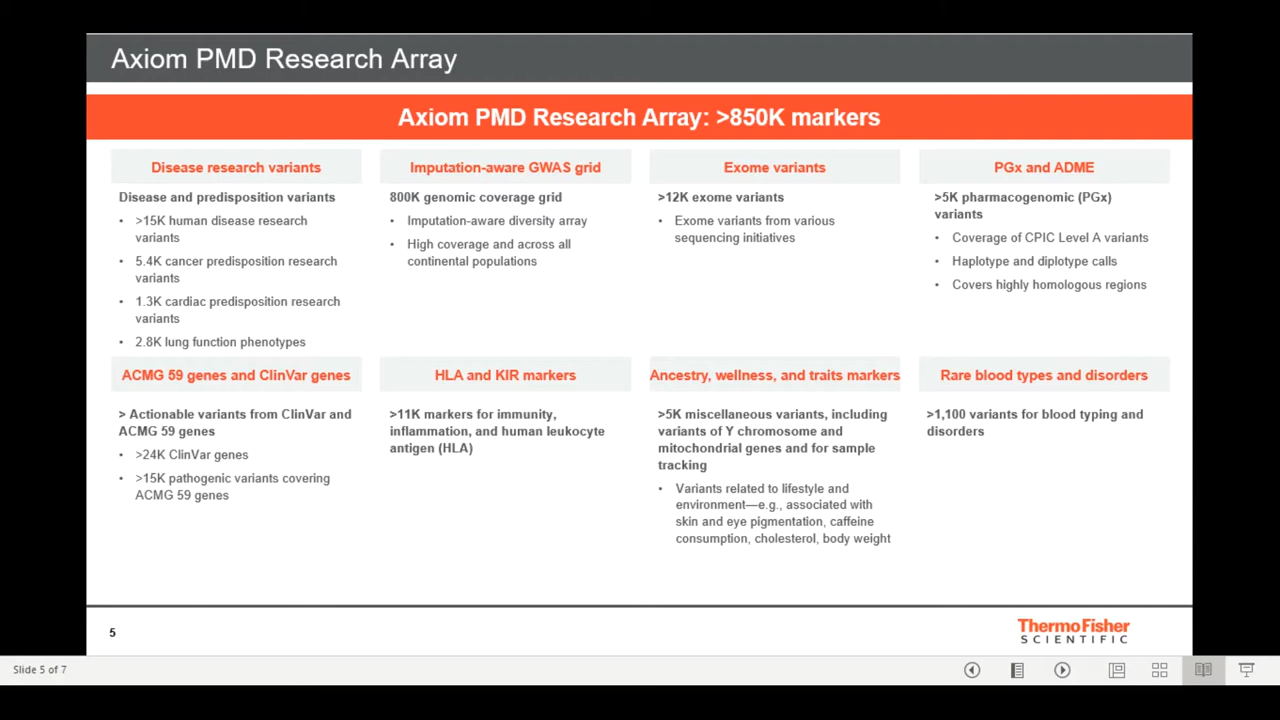 Axiom PMD Research Array
Axiom PMD Research Array: >850K markers
Disease research variants
Disease and predisposition variants
• >15K human disease research
variants
• 5.4K cancer predisposition research
variants
• 1.3K cardiac predisposition research
variants
• 2.8K lung function phenotypes
Imputation-aware GWAS grid
800K genomic coverage grid
• Imputation-aware diversity array
• High coverage and across all
continental populations
Exome variants
>12K exome variants
• Exome variants from various
sequencing initiatives
PGx and ADME
>5K pharmacogenomic (PGx)
variants
• Coverage of CPIC Level A variants
• Haplotype and diplotype calls
• Covers highly homologous regions
ACMG 59 genes and ClinVar genes
> Actionable variants from ClinVar and
ACMG 59 genes
• >24K ClinVar genes
• >15K pathogenic variants covering
ACMG 59 genes
HLA and KIR markers
>11K markers for immunity,
inflammation, and human leukocyte
antigen (HLA)
Ancestry, wellness, and traits markers
>5K miscellaneous variants, including
variants of Y chromosome and
mitochondrial genes and for sample
tracking
• Variants related to lifestyle and
environment—e.g., associated with
skin and eye pigmentation, caffeine
consumption, cholesterol, body weight
Rare blood types and disorders
>1,100 variants for blood typing and
disorders
5
ThermoFisher
SCIENTIFIC
Slide 5 of 7